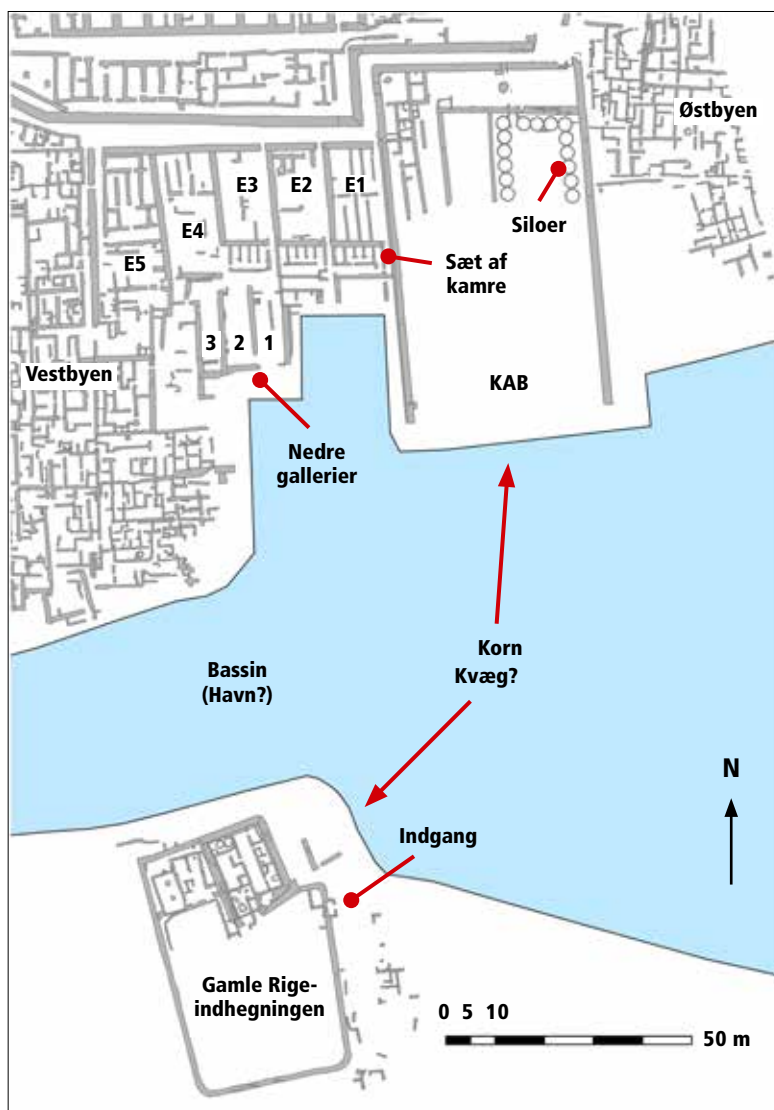 Østbyen
E3
E2
E1
Siloer
E4
E5
Sæt af
kamre
3
2
1
KAB
Vestbyen
Nedre
gallerier
Korn
Kvæg?
Bassin
(Havn?)
N
Indgang
Gamle Rige-
indhegningen
0 5 10
50 m